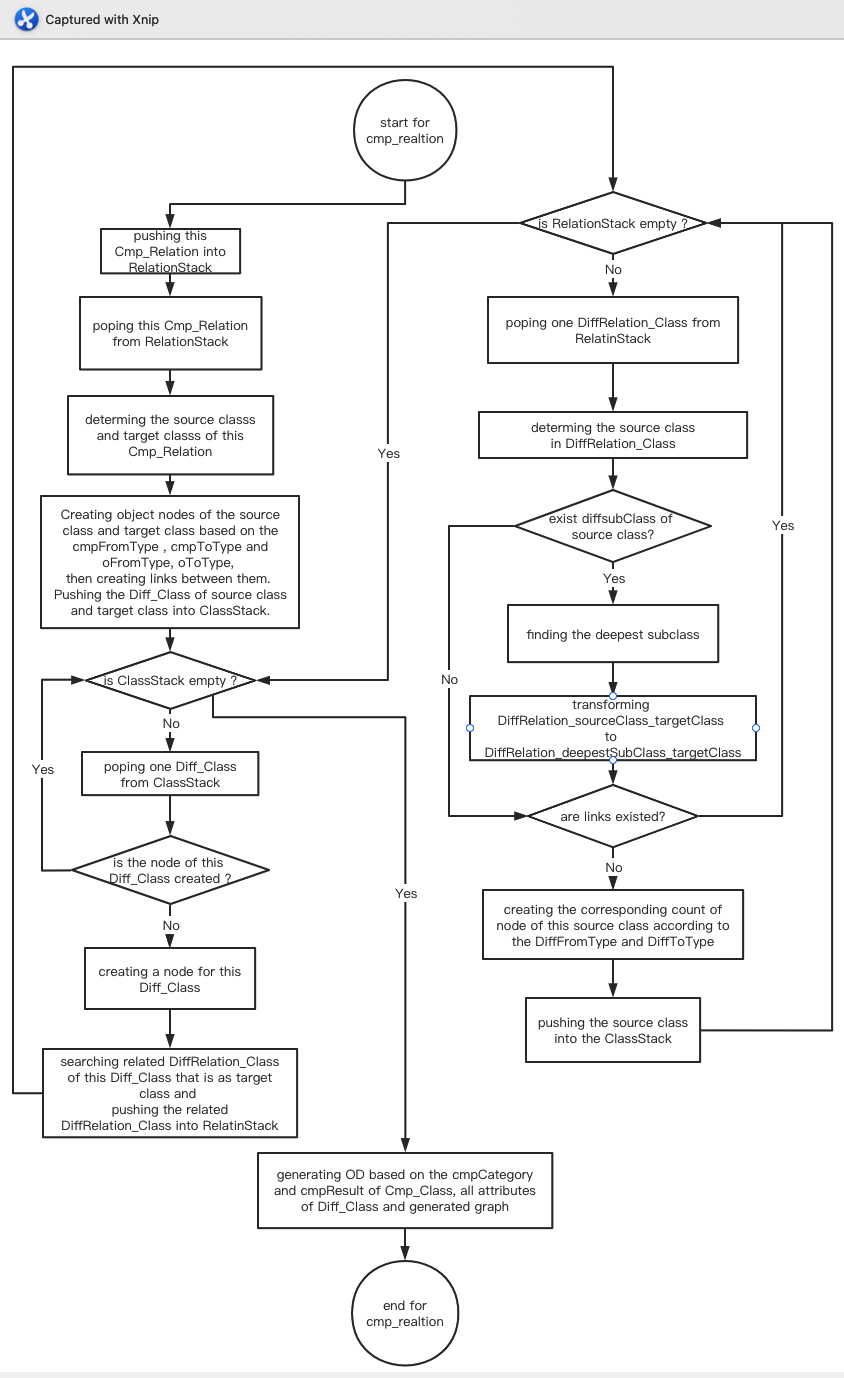 Captured with Xnip
start for
cmp_realtion
pushing this
Cmp_Relation into
RelationStack
poping this Cmp_Relation
from RelationStack
determing the source classs
and target classs of this
Cmp_Relation
Creating object nodes of the source
class and target class based on the
cmpFromType , cmpToType and
oFromType, oToType,
then creating links between them.
Pushing the Diff_Class of source class
and target class into ClassStack.
is ClassStack empty ?
No
Yes
poping one Diff_Class
from ClassStack
is the node of this
Diff_Class created ?
No
creating a node for this
Diff_Class
searching related DiffRelation_Class
of this Diff_Class that is as target
class and
pushing the related
DiffRelation_Class into RelatinStack
Yes
Yes
is RelationStack empty ?
No
poping one DiffRelation_Class from
RelatinStack
determing the source class
in DiffRelation_Class
exist diffsubClass of
source class?
Yes
Yes
finding the deepest subclass
No
transforming
DiffRelation_sourceClass_targetClass
to
DiffRelation_deepestSubClass_targetClass
are links existed?
No
creating the corresponding count of
node of this source class according to
the DiffFromType and DiffToType
pushing the source class
into the ClassStack
generating OD based on the cmpCategory
and cmpResult of Cmp_Class, all attributes
of Diff_Class and generated graph
end for
cmp_realtion